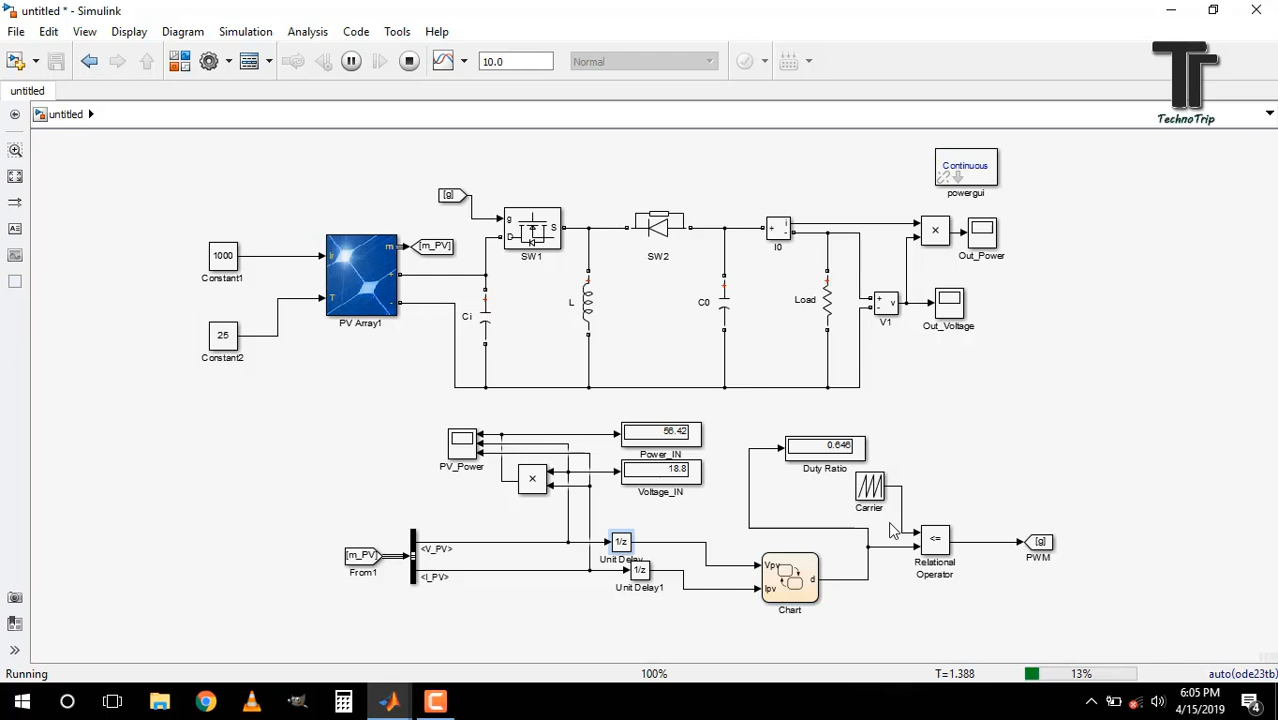 untitled * - Simulink
File Edit View Display Diagram Simulation Analysis Code Tools Help
10.0
Normal
TechnoTrip
untitled
untitled
Continuous
powergui
[g]
g
D
S
SW1
SW2
+
-
i
I0
×
Out_Power
1000
Constant1
Ir
T
m
+
-
PV Array1
[m_PV]
25
Constant2
Ci
L
C0
Load
+
-
v
V1
Out_Voltage
PV_Power
56.42
Power_IN
×
18.8
Voltage_IN
0.646
Duty Ratio
Carrier
[m_PV]
From1
<V_PV>
<I_PV>
1/z
Unit Delay
1/z
Unit Delay1
Vpv
Ipv
d
Chart
<=
Relational
Operator
[g]
PWM
Running
100%
T=1.388
13%
auto(ode23tb)
6:05 PM
4/15/2019
4